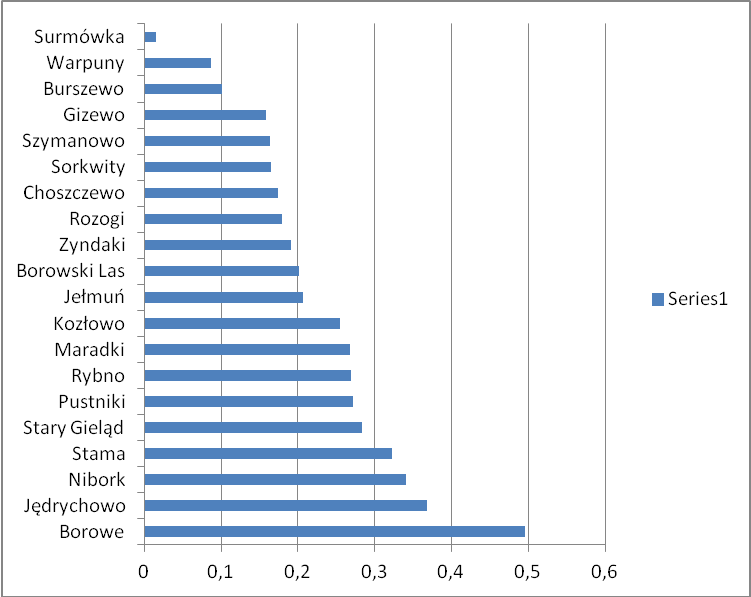 Surmówka
Warpuny
Burszewo
Gizewo
Szymanowo
Sorkwity
Choszczewo
Rozogi
Zyndaki
Borowski Las
Jełmuń
Kozłowo
Maradki
Rybno
Pustniki
Stary Gieląd
Stama
Nibork
Jędrychowo
Borowe
0 0,1 0,2 0,3 0,4 0,5 0,6
Series1